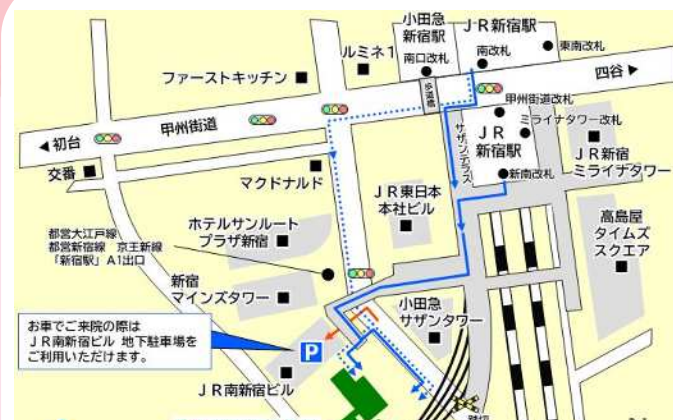 小田急
新宿駅
ＪＲ新宿駅
南口改札
南改札
東南改札
ルミネ１
ファーストキッチン
四谷▶
歩道橋
甲州街道
◀初台
交番
甲州街道改札
ミライナタワー改札
サザンテラス
ＪＲ
新宿駅
新南改札
ＪＲ新宿
ミライナタワー
マクドナルド
ＪＲ東日本
本社ビル
都営大江戸線
都営新宿線　京王新線
「新宿駅」Ａ1出口
ホテルサンルート
プラザ新宿
高島屋
タイムズ
スクエア
新宿
マインズタワー
小田急
サザンタワー
お車でご来院の際は
ＪＲ南新宿ビル 地下駐車場を
ご利用いただけます。
P
ＪＲ南新宿ビル
踏切